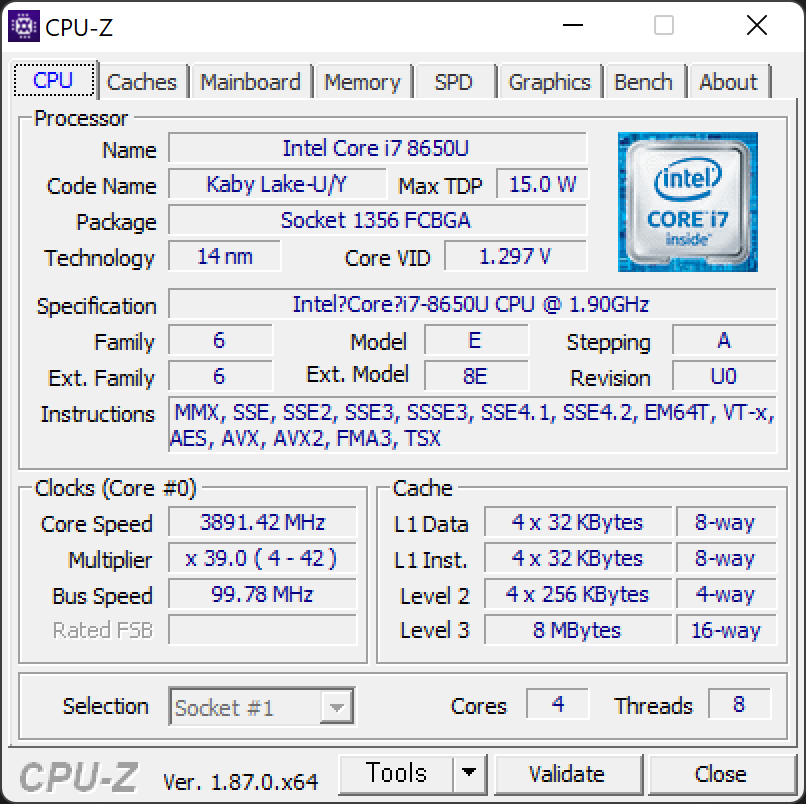 CPU-Z
CPU Caches Mainboard Memory SPD Graphics Bench About
Processor
Name Intel Core i7 8650U
Code Name Kaby Lake-U/Y Max TDP 15.0 W
Package Socket 1356 FCBGA
Technology 14 nm Core VID 1.297 V
intel
CORE i7
inside™
Specification Intel?Core?i7-8650U CPU @ 1.90GHz
Family 6 Model E Stepping A
Ext. Family 6 Ext. Model 8E Revision U0
Instructions MMX, SSE, SSE2, SSE3, SSSE3, SSE4.1, SSE4.2, EM64T, VT-x,
AES, AVX, AVX2, FMA3, TSX
Clocks (Core #0)
Core Speed 3891.42 MHz
Multiplier x 39.0 ( 4 - 42 )
Bus Speed 99.78 MHz
Rated FSB
Cache
L1 Data 4 x 32 KBytes 8-way
L1 Inst. 4 x 32 KBytes 8-way
Level 2 4 x 256 KBytes 4-way
Level 3 8 MBytes 16-way
Selection Socket #1 Cores 4 Threads 8
CPU-Z Ver. 1.87.0.x64 Tools Validate Close